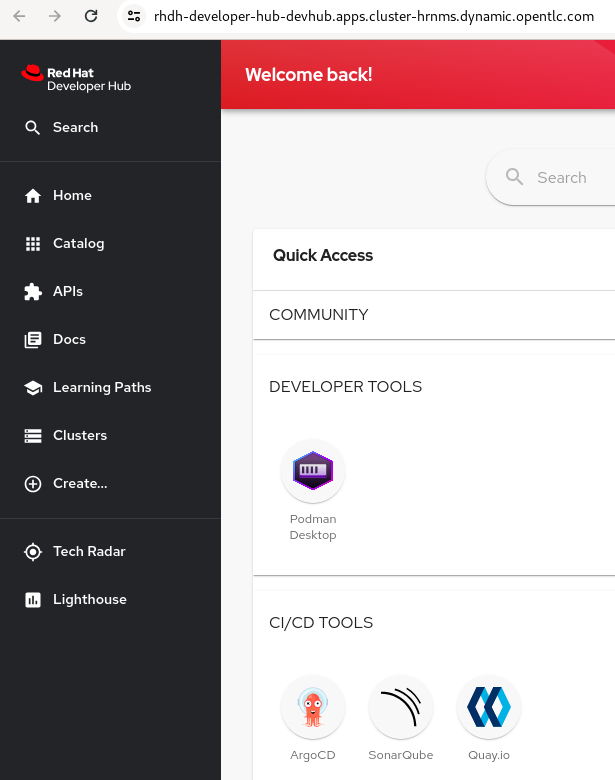 rhdh-developer-hub-devhub.apps.cluster-hrnms.dynamic.opentlc.com
Red Hat
Developer Hub
Search
Home
Catalog
APIs
Docs
Learning Paths
Clusters
Create...
Tech Radar
Lighthouse
Welcome back!
Search
Quick Access
COMMUNITY
DEVELOPER TOOLS
Podman
Desktop
CI/CD TOOLS
ArgoCD
SonarQube
Quay.io